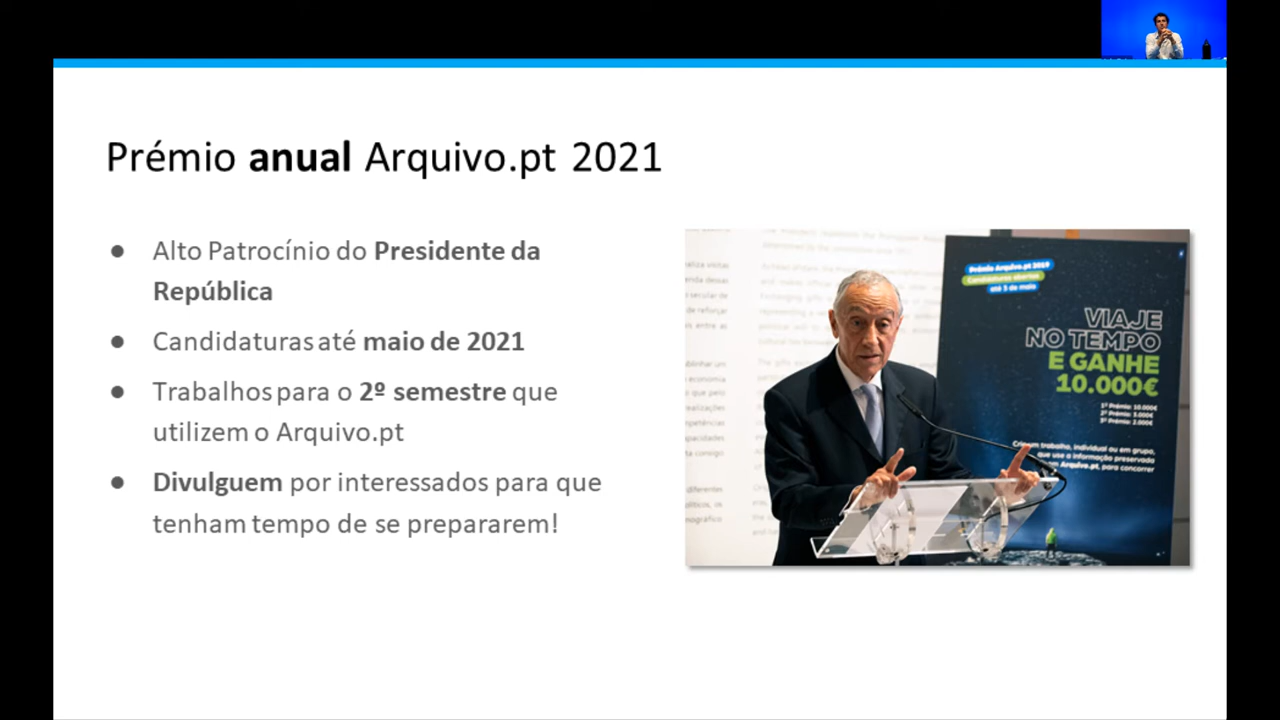 Prémio anual Arquivo.pt 2021
● Alto Patrocínio do Presidente da
República
● Candidaturas até maio de 2021
● Trabalhos para o 2º semestre que
utilizem o Arquivo.pt
● Divulguem por interessados para que
tenham tempo de se prepararem!
Prémio Arquivo.pt 2019
Candidaturas abertas
até 3 de maio
VIAJE
NO TEMPO
E GANHE
10.000€
1º Prémio: 10.000€
2º Prémio: 3.000€
3º Prémio: 2.000€
um trabalho, individual ou em grupo,
que use a informação preservada
Arquivo.pt, para concorrer